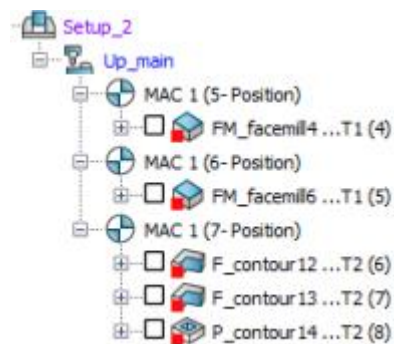 Setup_2
Up_main
MAC 1 (5- Position)
FM_facemill4 ...T1 (4)
MAC 1 (6- Position)
FM_facemill6 ...T1 (5)
MAC 1 (7- Position)
F_contour12 ...T2 (6)
F_contour13 ...T2 (7)
P_contour14 ...T2 (8)